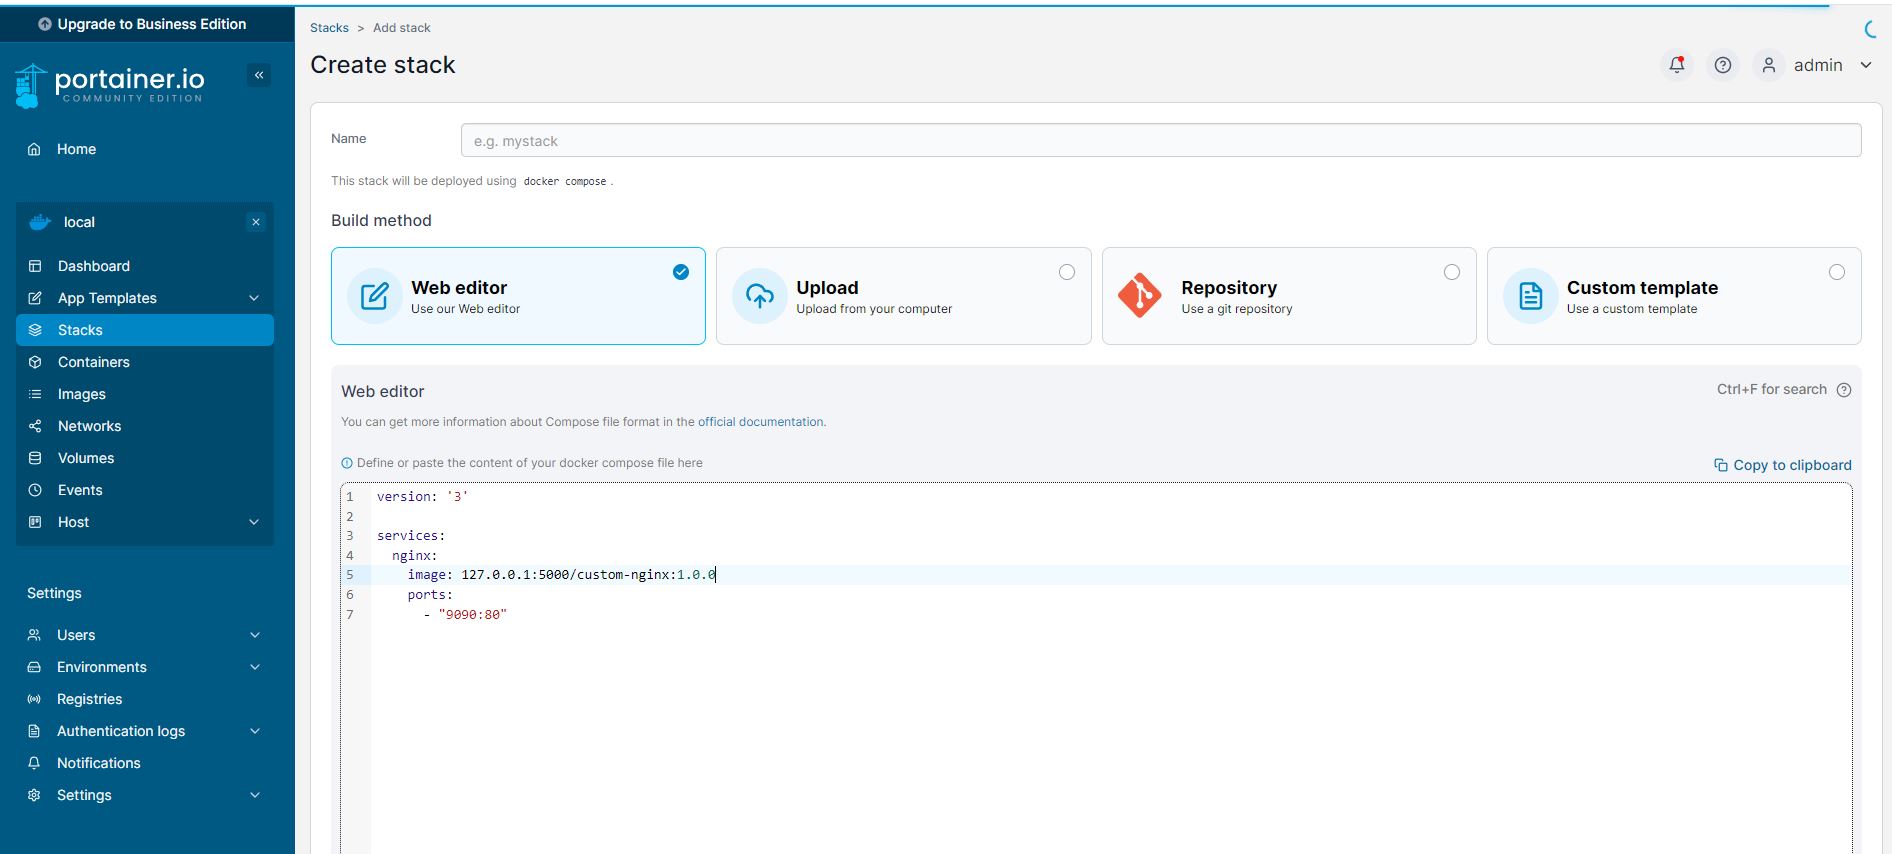 Upgrade to Business Edition
portainer.io
COMMUNITY EDITION
Home
local
Dashboard
App Templates
Stacks
Containers
Images
Networks
Volumes
Events
Host
Settings
Users
Environments
Registries
Authentication logs
Notifications
Settings
Stacks > Add stack
Create stack
admin
Name
e.g. mystack
This stack will be deployed using docker compose .
Build method
Web editor
Use our Web editor
Upload
Upload from your computer
Repository
Use a git repository
Custom template
Use a custom template
Web editor
Ctrl+F for search
You can get more information about Compose file format in the official documentation.
Define or paste the content of your docker compose file here
Copy to clipboard
1 version: '3'
2
3 services:
4 nginx:
5 image: 127.0.0.1:5000/custom-nginx:1.0.0
6 ports:
7 - "9090:80"